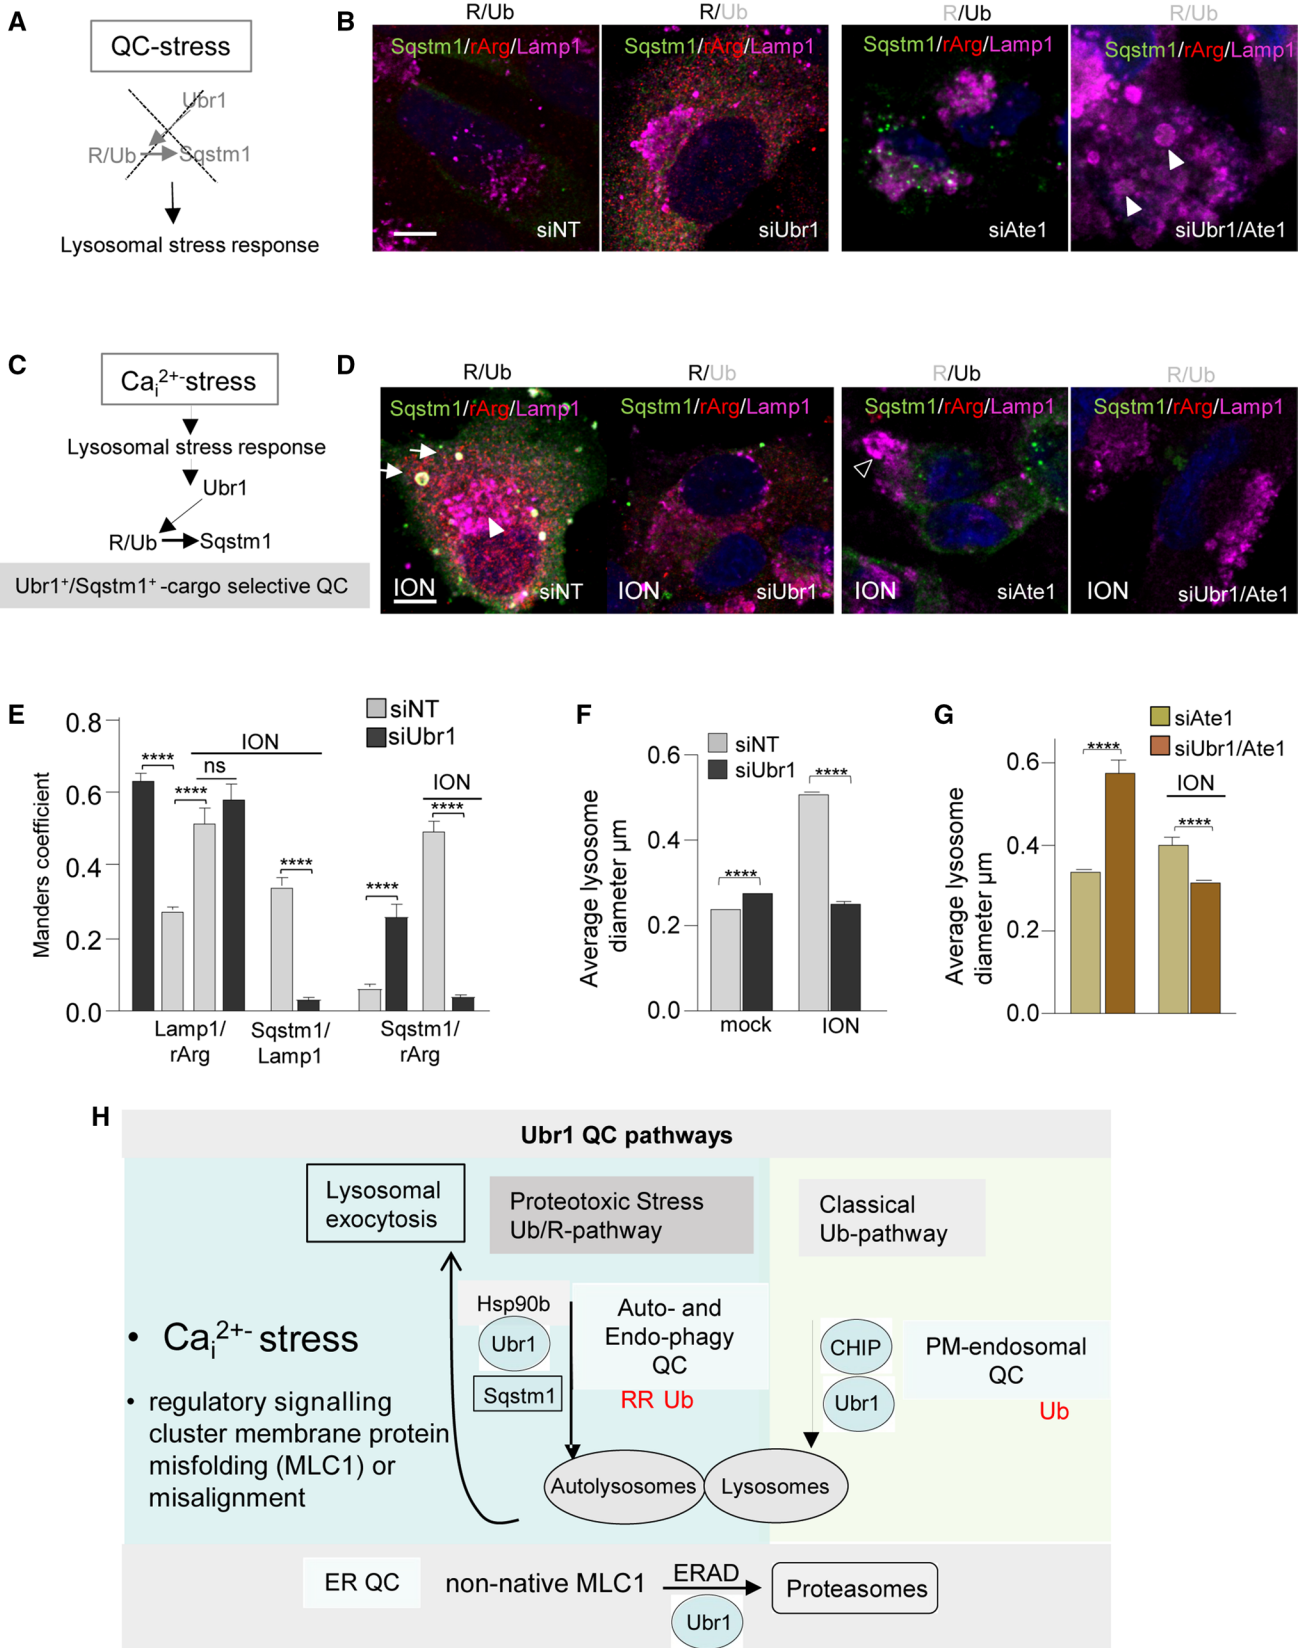 A
QC-stress
Ubr1
R/Ub
Sqstm1
Lysosomal stress response
B
R/Ub
R/Ub
R/Ub
R/Ub
Sqstm1/rArg/Lamp1
Sqstm1/rArg/Lamp1
Sqstm1/rArg/Lamp1
Sqstm1/rArg/Lamp1
siNT
siUbr1
siAte1
siUbr1/Ate1
C
Cai2+-stress
Lysosomal stress response
Ubr1
R/Ub
Sqstm1
Ubr1+/Sqstm1+ -cargo selective QC
D
R/Ub
R/Ub
R/Ub
R/Ub
Sqstm1/rArg/Lamp1
Sqstm1/rArg/Lamp1
Sqstm1/rArg/Lamp1
Sqstm1/rArg/Lamp1
ION
siNT
ION
siUbr1
ION
siAte1
ION
siUbr1/Ate1
E
siNT
siUbr1
Manders coefficient
0.8
0.6
0.4
0.2
0.0
ION
ns
****
****
****
****
ION
****
Lamp1/
rArg
Sqstm1/
Lamp1
Sqstm1/
rArg
F
siNT
siUbr1
Average lysosome
diameter µm
0.6
0.4
0.2
0.0
****
****
mock
ION
G
siAte1
siUbr1/Ate1
Average lysosome
diameter µm
0.6
0.4
0.2
0.0
****
ION
****
H
Ubr1 QC pathways
Lysosomal
exocytosis
Proteotoxic Stress
Ub/R-pathway
Classical
Ub-pathway
• Cai2+- stress
• regulatory signalling
cluster membrane protein
misfolding (MLC1) or
misalignment
Hsp90b
Ubr1
Sqstm1
Auto- and
Endo-phagy
QC
RR Ub
CHIP
Ubr1
PM-endosomal
QC
Ub
Autolysosomes
Lysosomes
ER QC
non-native MLC1
ERAD
Ubr1
Proteasomes